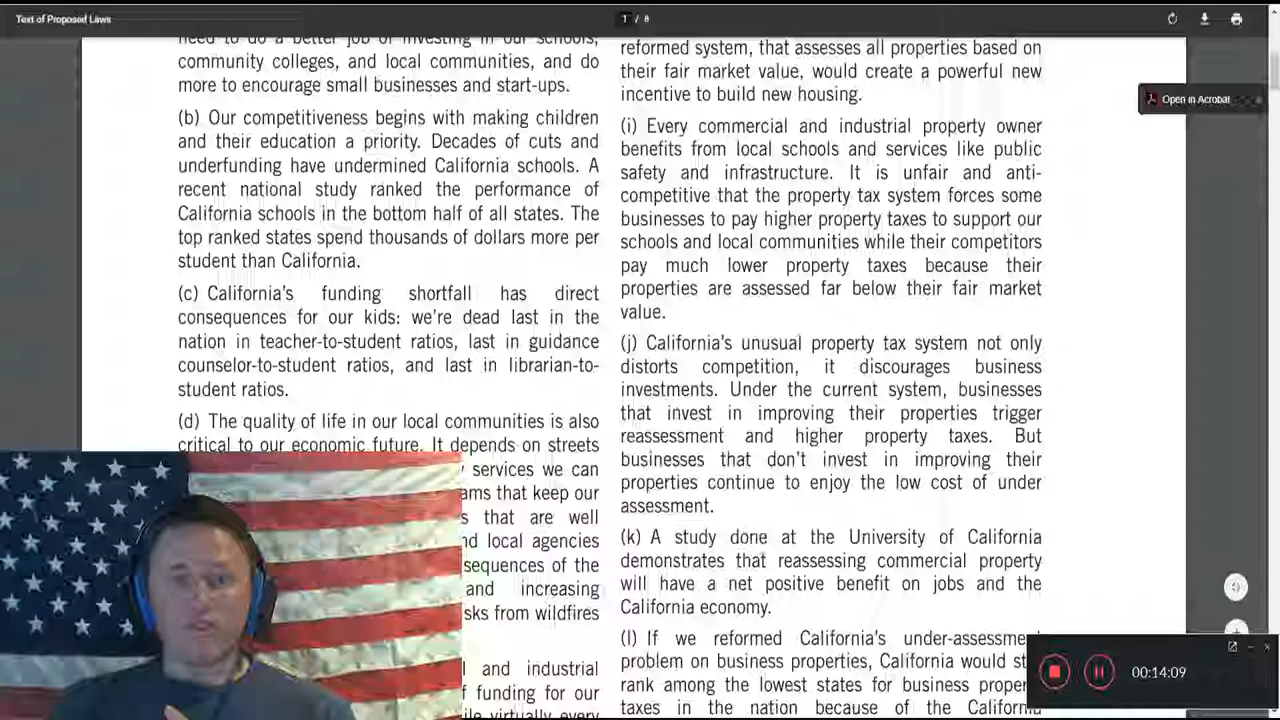 Text of Proposed Laws
1 / 8
need to do a better job of investing in our schools,
community colleges, and local communities, and do
more to encourage small businesses and start-ups.
(b) Our competitiveness begins with making children
and their education a priority. Decades of cuts and
underfunding have undermined California schools. A
recent national study ranked the performance of
California schools in the bottom half of all states. The
top ranked states spend thousands of dollars more per
student than California.
(c) California's funding shortfall has direct
consequences for our kids: we're dead last in the
nation in teacher-to-student ratios, last in guidance
counselor-to-student ratios, and last in librarian-to-
student ratios.
(d) The quality of life in our local communities is also
critical to our economic future. It depends on streets
services we can
ams that keep our
s that are well
nd local agencies
sequences of the
and increasing
sks from wildfires
and industrial
f funding for our
ile virtually every
reformed system, that assesses all properties based on
their fair market value, would create a powerful new
incentive to build new housing.
(i) Every commercial and industrial property owner
benefits from local schools and services like public
safety and infrastructure. It is unfair and anti-
competitive that the property tax system forces some
businesses to pay higher property taxes to support our
schools and local communities while their competitors
pay much lower property taxes because their
properties are assessed far below their fair market
value.
(j) California's unusual property tax system not only
distorts competition, it discourages business
investments. Under the current system, businesses
that invest in improving their properties trigger
reassessment and higher property taxes. But
businesses that don't invest in improving their
properties continue to enjoy the low cost of under
assessment.
(k) A study done at the University of California
demonstrates that reassessing commercial property
will have a net positive benefit on jobs and the
California economy.
(l) If we reformed California's under-assessment
problem on business properties, California would st
rank among the lowest states for business proper
taxes in the nation because of the California
Open in Acrobat
00:14:09